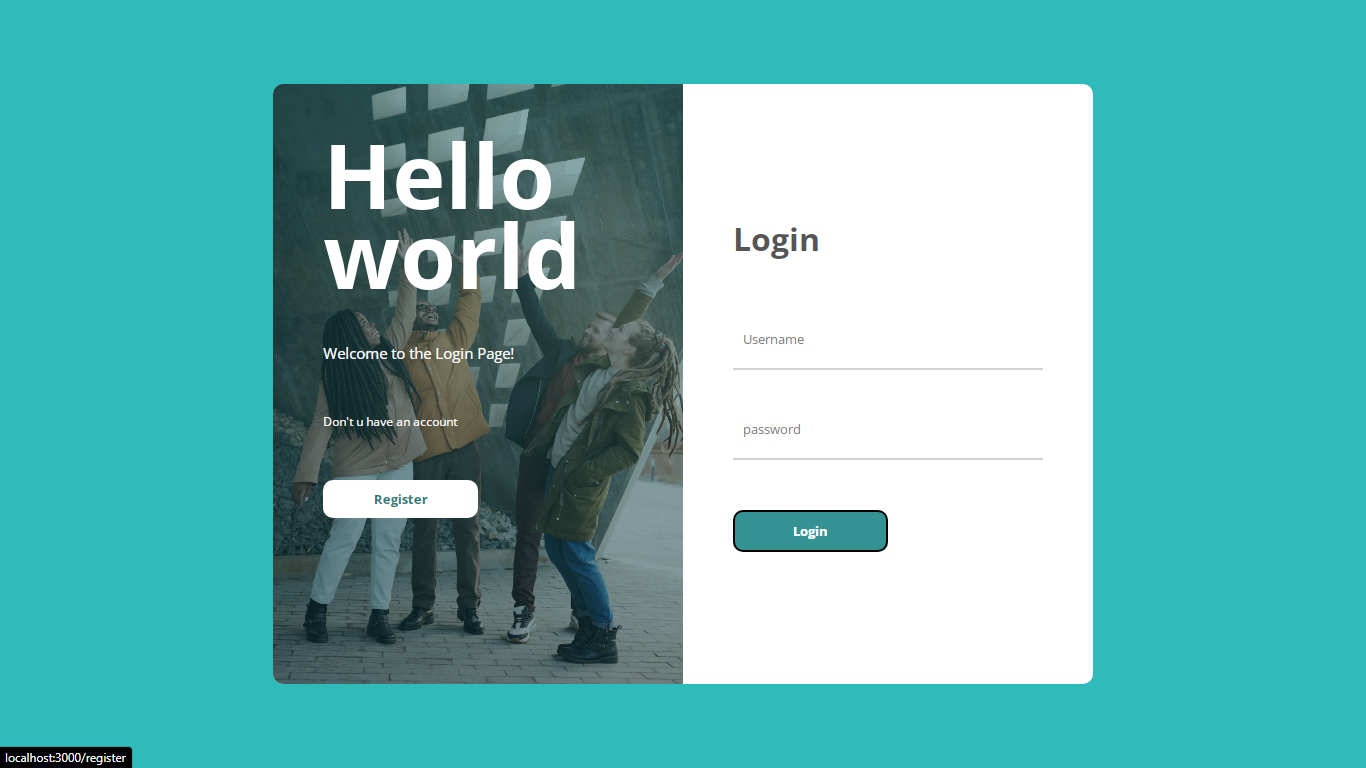 Hello
world
Welcome to the Login Page!
Don't u have an account
Register
Login
Username
password
Login
localhost:3000/register